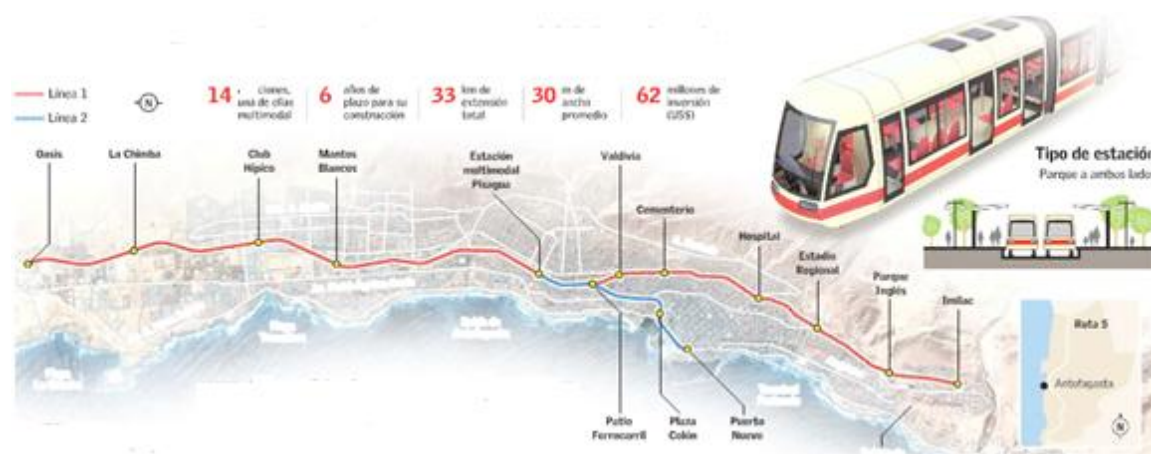 Línea 1
Línea 2
N
14
ciones,
una de ellas
multimodal
6
años de
plazo para su
construcción
33
km de
extensión
total
30
m de
ancho
promedio
62
millones de
inversión
(US$)
Oasis
La Chimba
Club
Hípico
Mantos
Blancos
Estación
multimodal
Pisagua
Valdivia
Cementerio
Hospital
Estadio
Regional
Parque
Inglés
Imilac
Patio
Ferrocarril
Plaza
Colón
Puerto
Nuevo
Tipo de estación
Parque a ambos lado
Ruta 5
Antofagasta
N